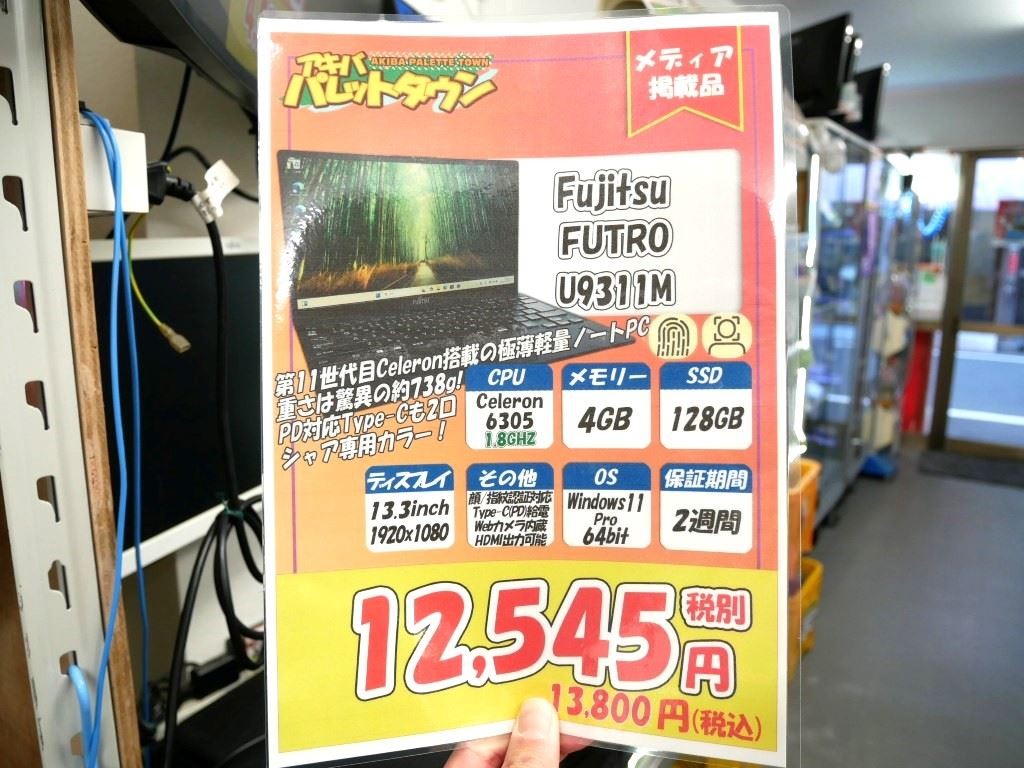 アキバ
AKIBA PALETTE TOWN
パレットタウン
メディア
掲載品
Fujitsu
FUTRO
U9311M
FUJITSU
第11世代目Celeron搭載の極薄軽量ノートPC
重さは驚異の約738g!
PD対応Type-Cも2口
シャア専用カラー!
CPU
Celeron
6305
1.8GHZ
メモリー
4GB
SSD
128GB
ディスプレイ
13.3inch
1920x1080
その他
顔/指紋認証対応
Type-C(PD)給電
Webカメラ内蔵
HDMI出力可能
OS
Windows11
Pro
64bit
保証期間
2週間
12,545円
税別
13,800円(税込)